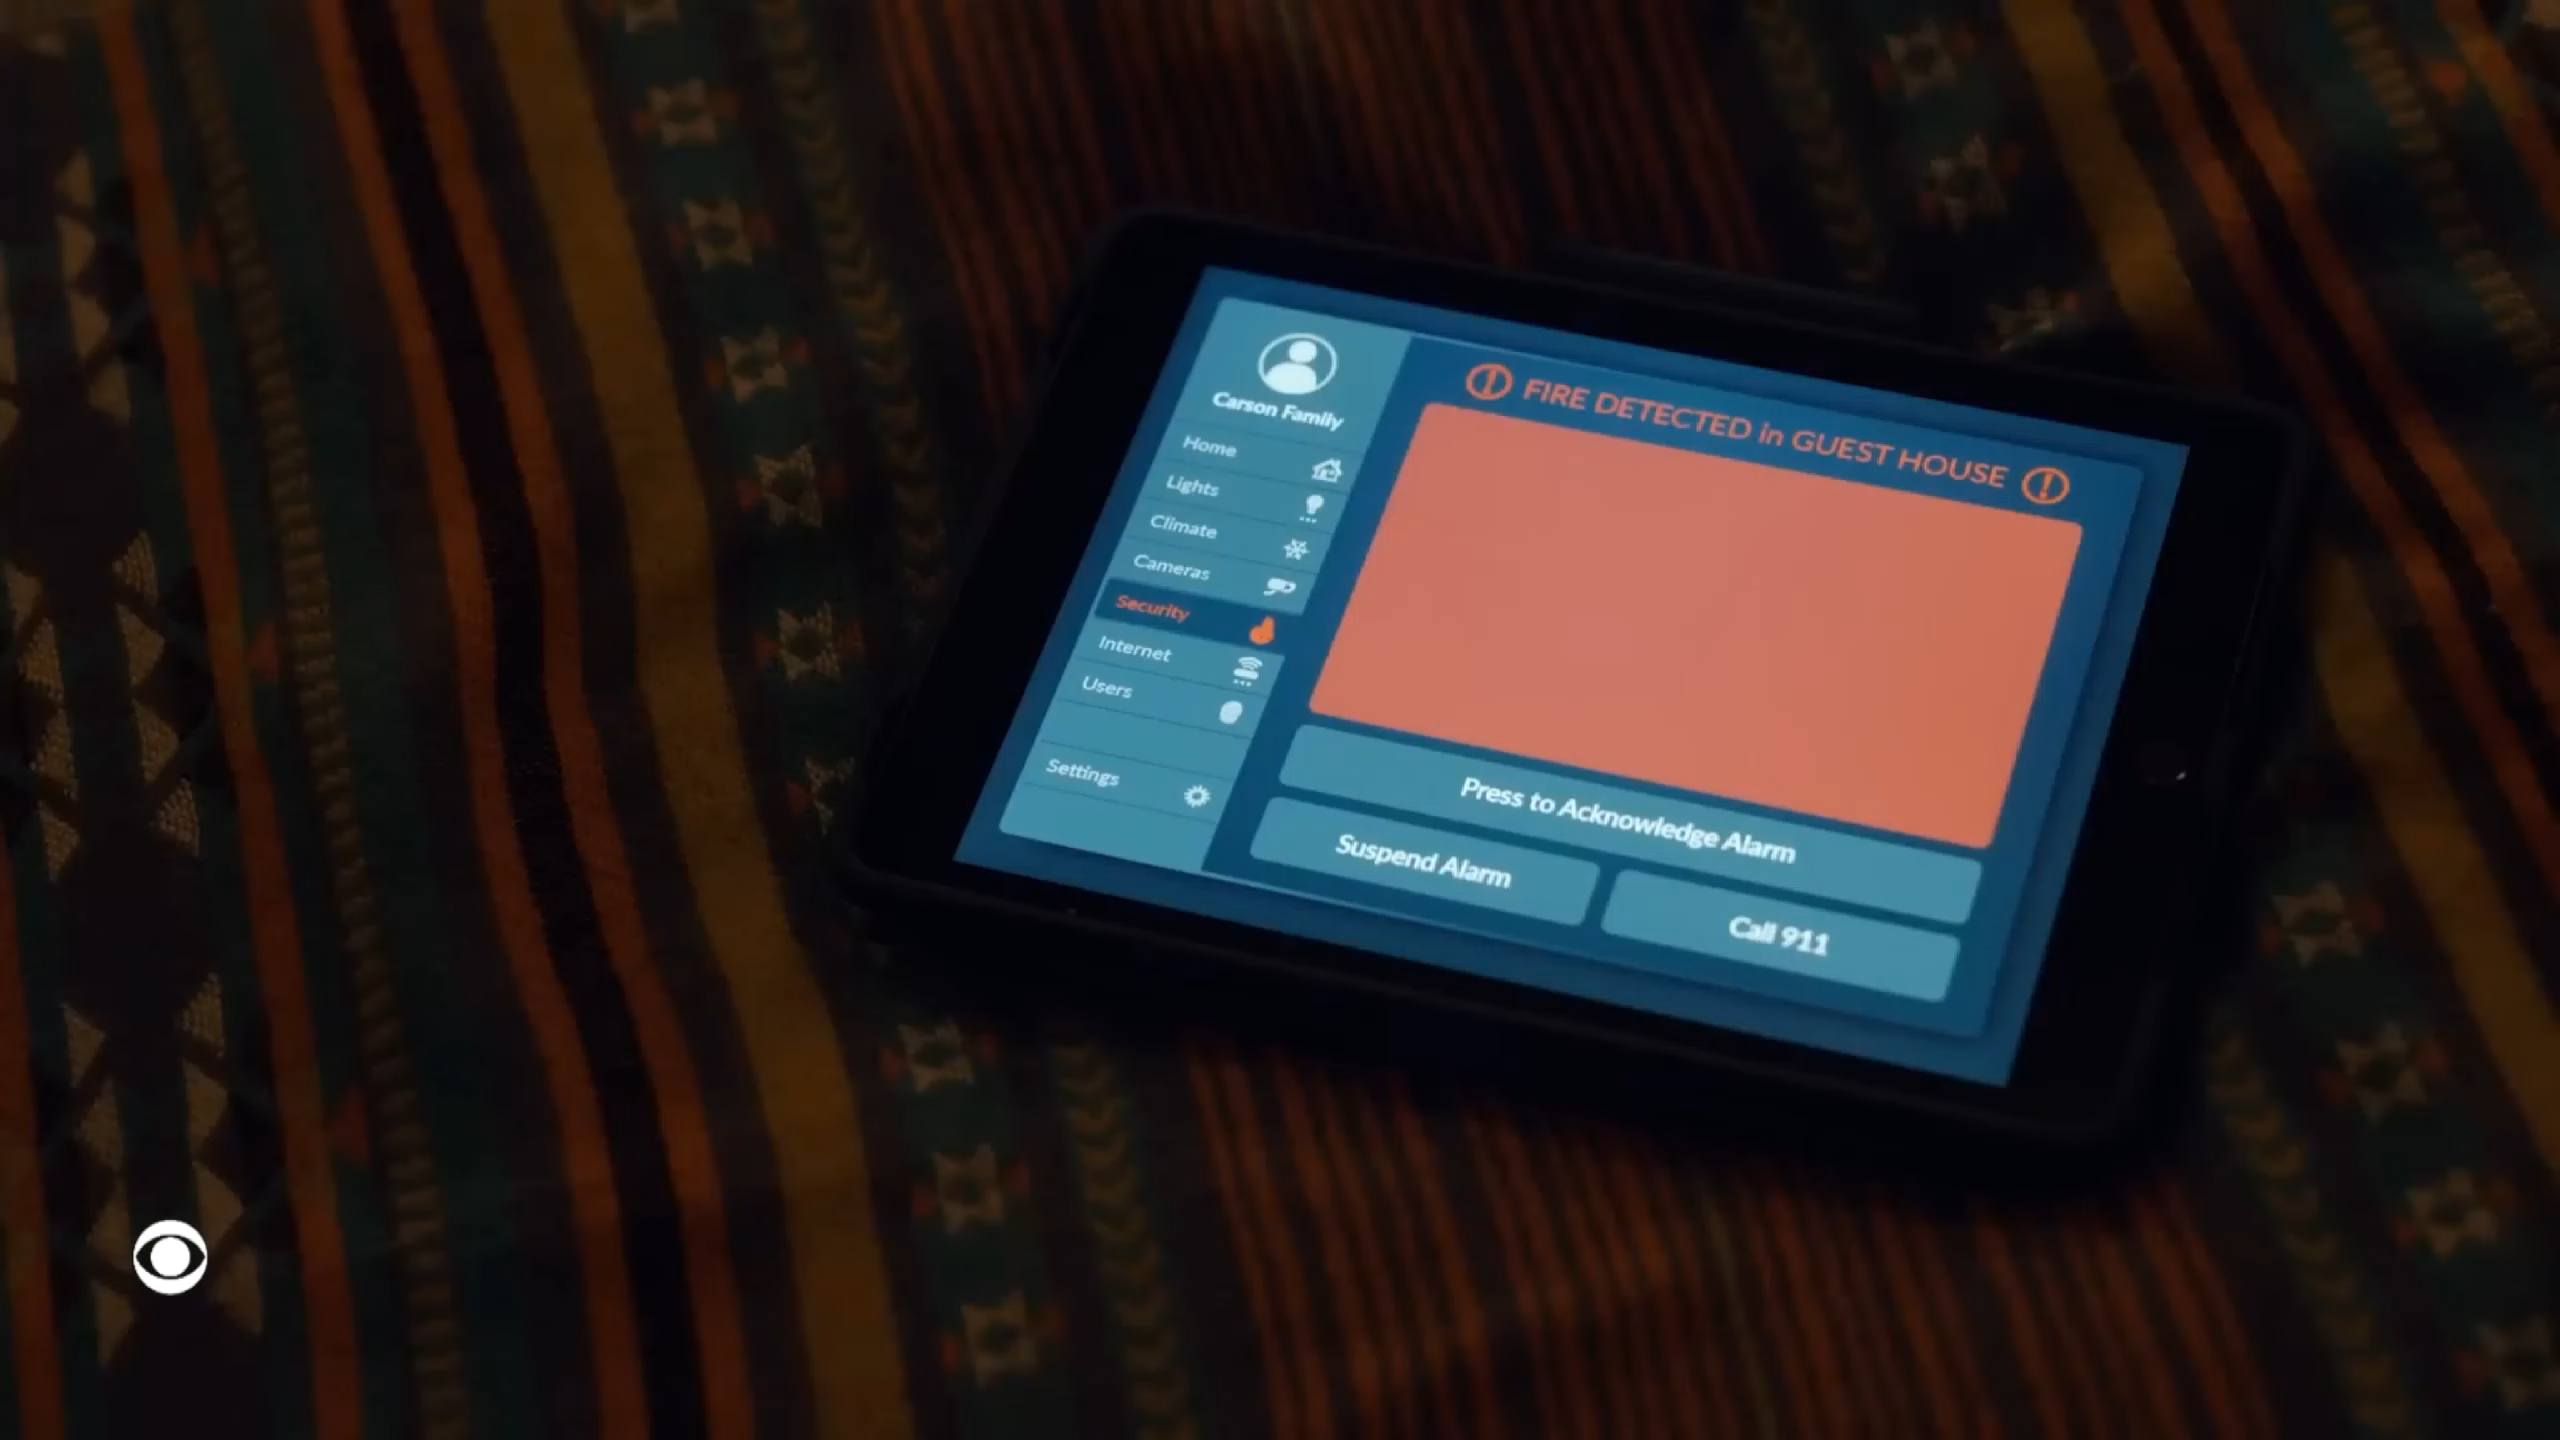 Carson Family
Home
Lights
Climate
Cameras
Security
Internet
Users
Settings
FIRE DETECTED in GUEST HOUSE
Press to Acknowledge Alarm
Suspend Alarm
Call 911